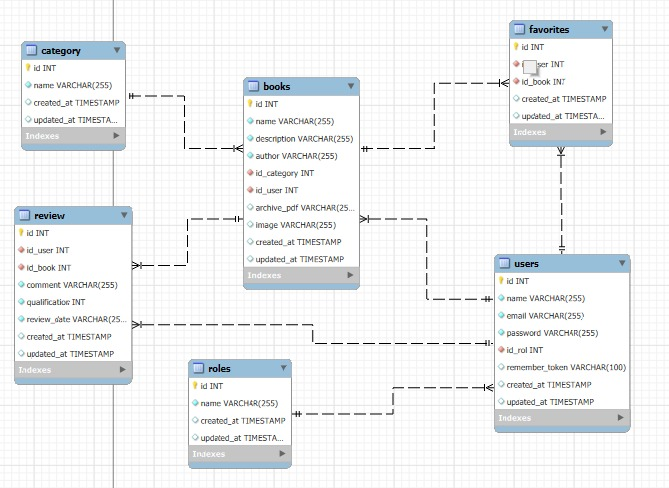 category
id INT
name VARCHAR(255)
created_at TIMESTAMP
updated_at TIMESTA...
Indexes
books
id INT
name VARCHAR(255)
description VARCHAR(255)
author VARCHAR(255)
id_category INT
id_user INT
archive_pdf VARCHAR(25...
image VARCHAR(255)
created_at TIMESTAMP
updated_at TIMESTAMP
Indexes
favorites
id INT
INT
id_book INT
created_at TIMESTAMP
updated_at TIMESTA...
Indexes
review
id INT
id_user INT
id_book INT
comment VARCHAR(255)
qualification INT
review_date VARCHAR(25...
created_at TIMESTAMP
updated_at TIMESTAMP
Indexes
users
id INT
name VARCHAR(255)
email VARCHAR(255)
password VARCHAR(255)
id_rol INT
remember_token VARCHAR(100)
created_at TIMESTAMP
updated_at TIMESTAMP
Indexes
roles
id INT
name VARCHAR(255)
created_at TIMESTAMP
updated_at TIMESTA...
Indexes